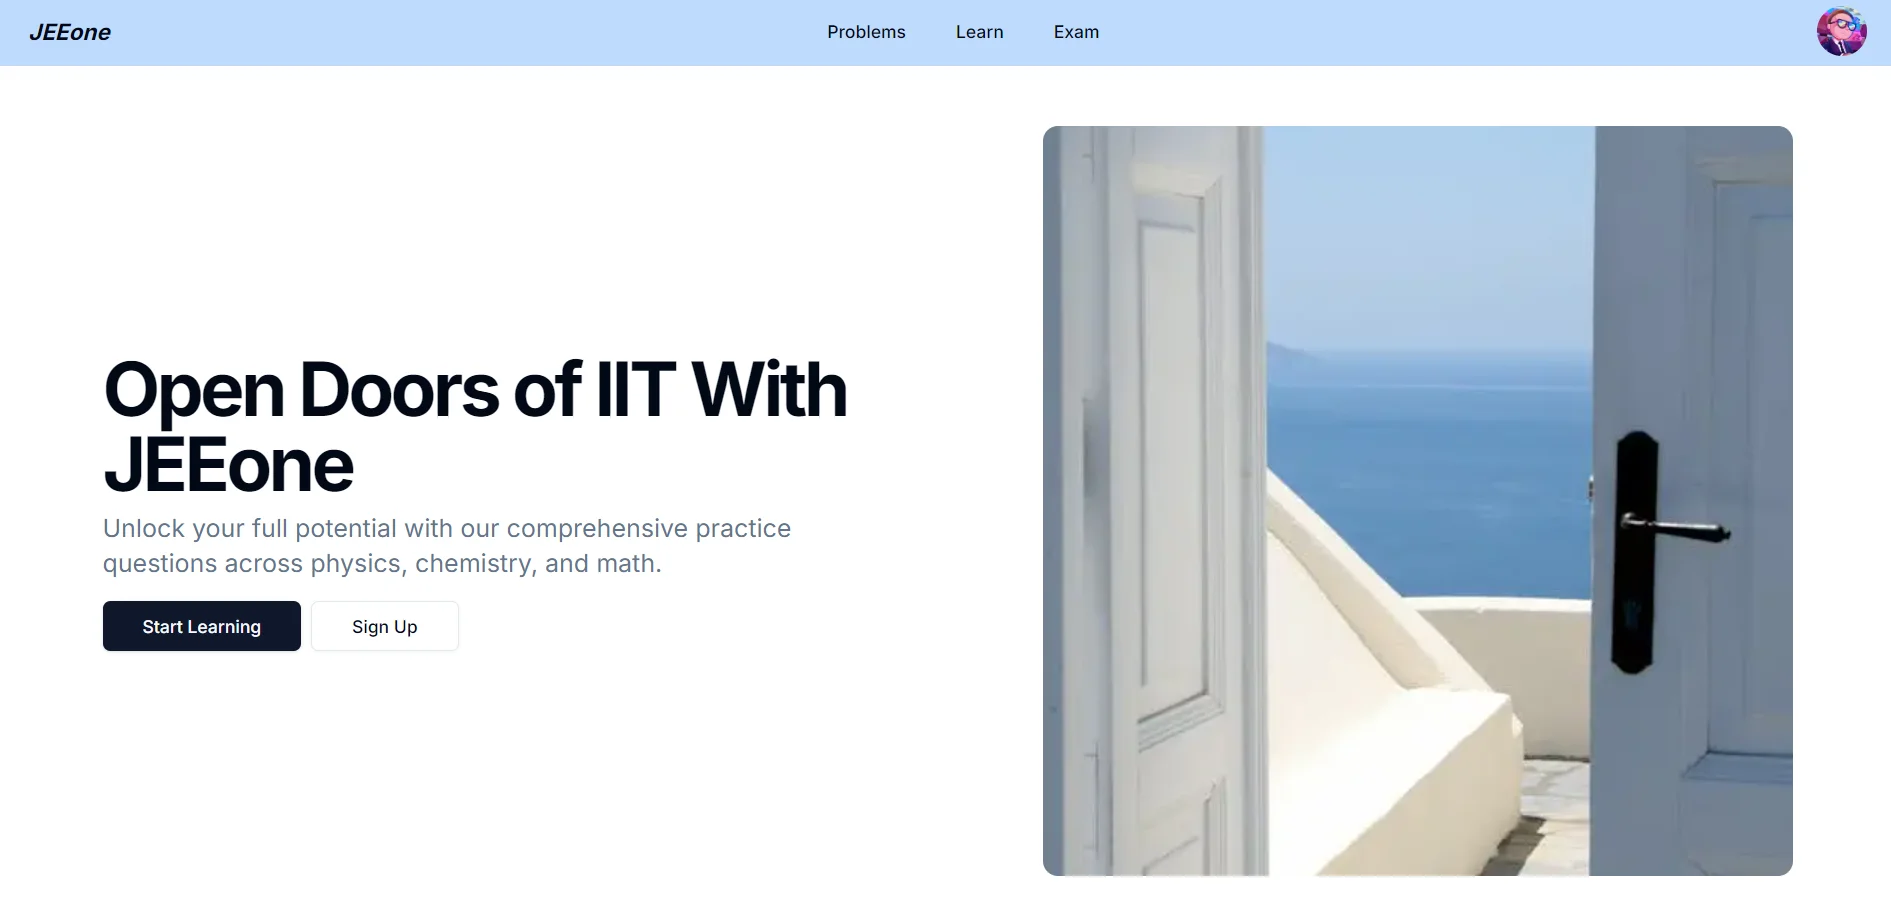 JEEone
Problems
Learn
Exam
Open Doors of IIT With
JEEone
Unlock your full potential with our comprehensive practice
questions across physics, chemistry, and math.
Start Learning
Sign Up